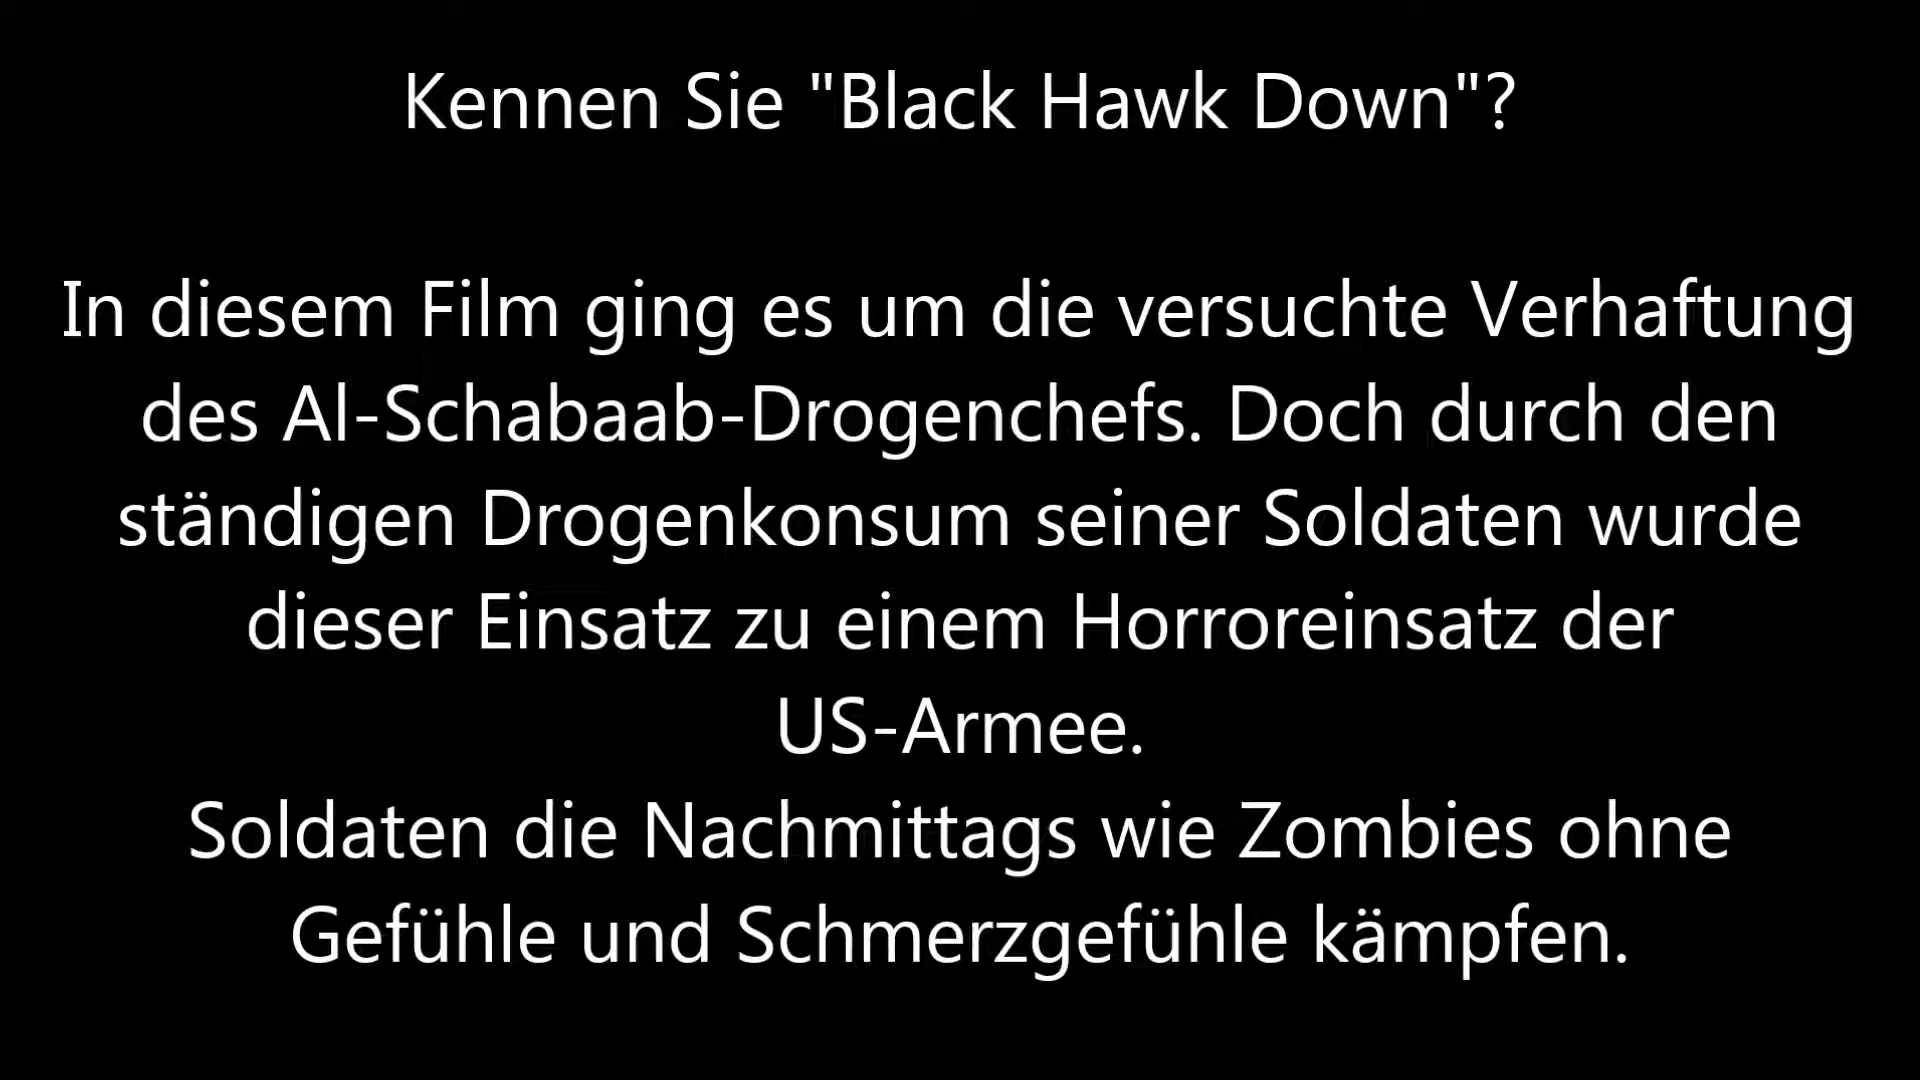 Kennen Sie "Black Hawk Down"?
In diesem Film ging es um die versuchte Verhaftung
des Al-Schabaab-Drogenchefs. Doch durch den
ständigen Drogenkonsum seiner Soldaten wurde
dieser Einsatz zu einem Horroreinsatz der
US-Armee.
Soldaten die Nachmittags wie Zombies ohne
Gefühle und Schmerzgefühle kämpfen.